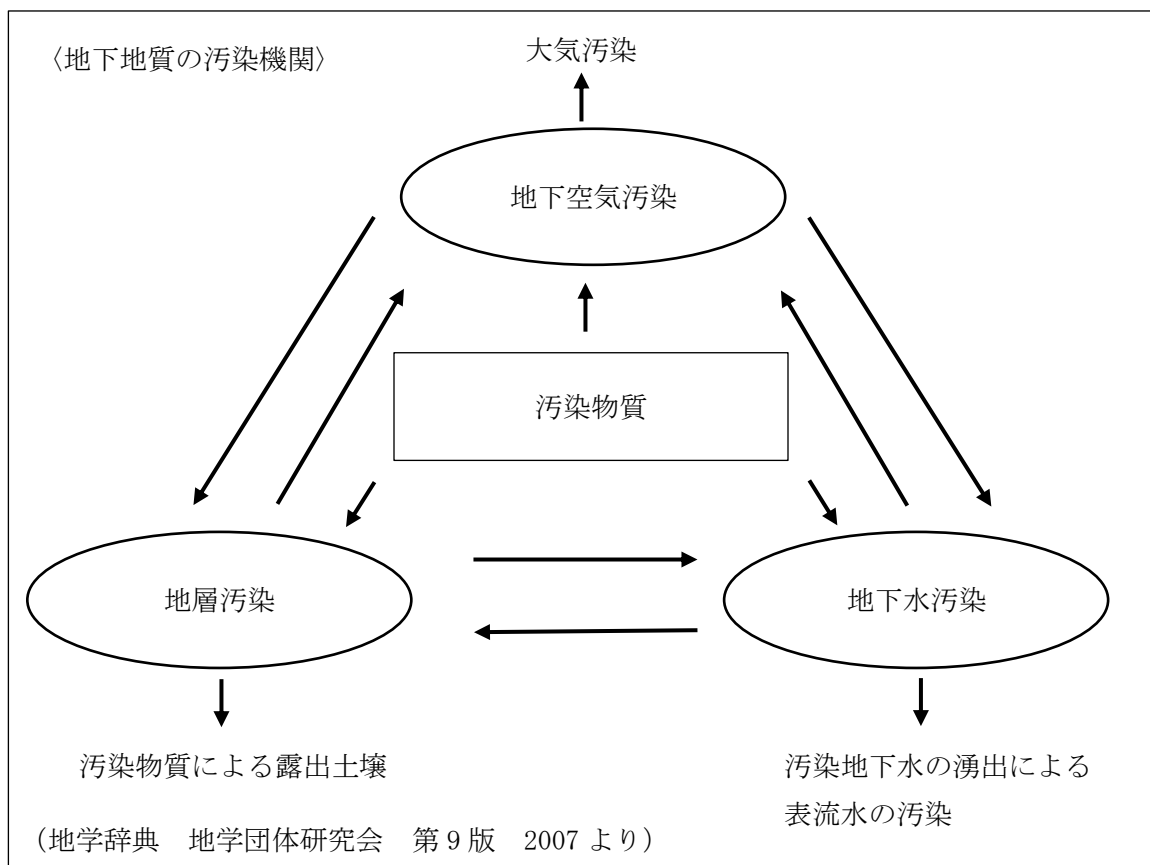 〈地下地質の汚染機関〉
大気汚染
地下空気汚染
汚染物質
地層汚染
地下水汚染
汚染物質による露出土壌
汚染地下水の湧出による
表流水の汚染
(地学辞典　地学団体研究会　第9版　2007より)